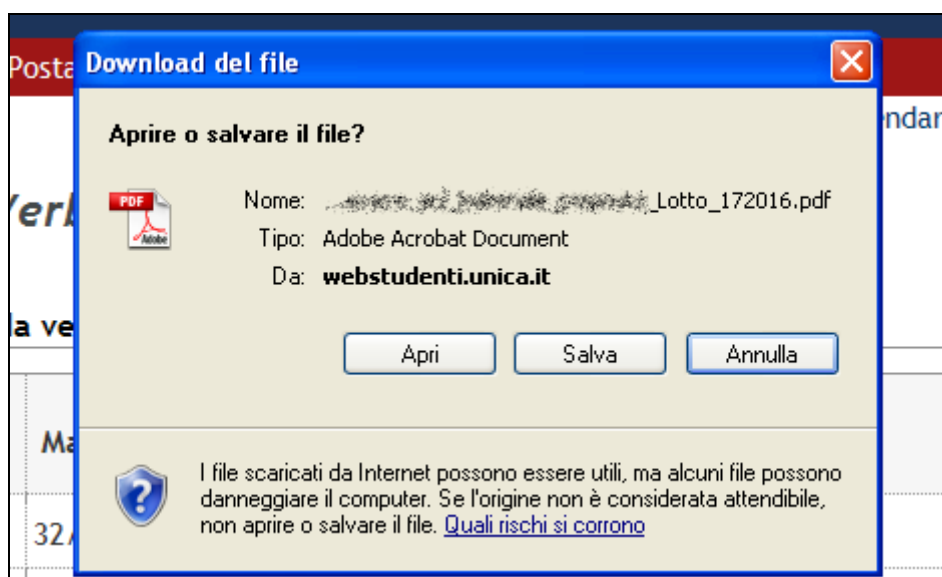 Posta
Download del file
endar
Aprire o salvare il file?
Verb
PDF
Adobe
Nome: _Lotto_172016.pdf
Tipo: Adobe Acrobat Document
Da: webstudenti.unica.it
la ve
Apri Salva Annulla
Ma
I file scaricati da Internet possono essere utili, ma alcuni file possono
danneggiare il computer. Se l'origine non è considerata attendibile,
non aprire o salvare il file. Quali rischi si corrono
32/